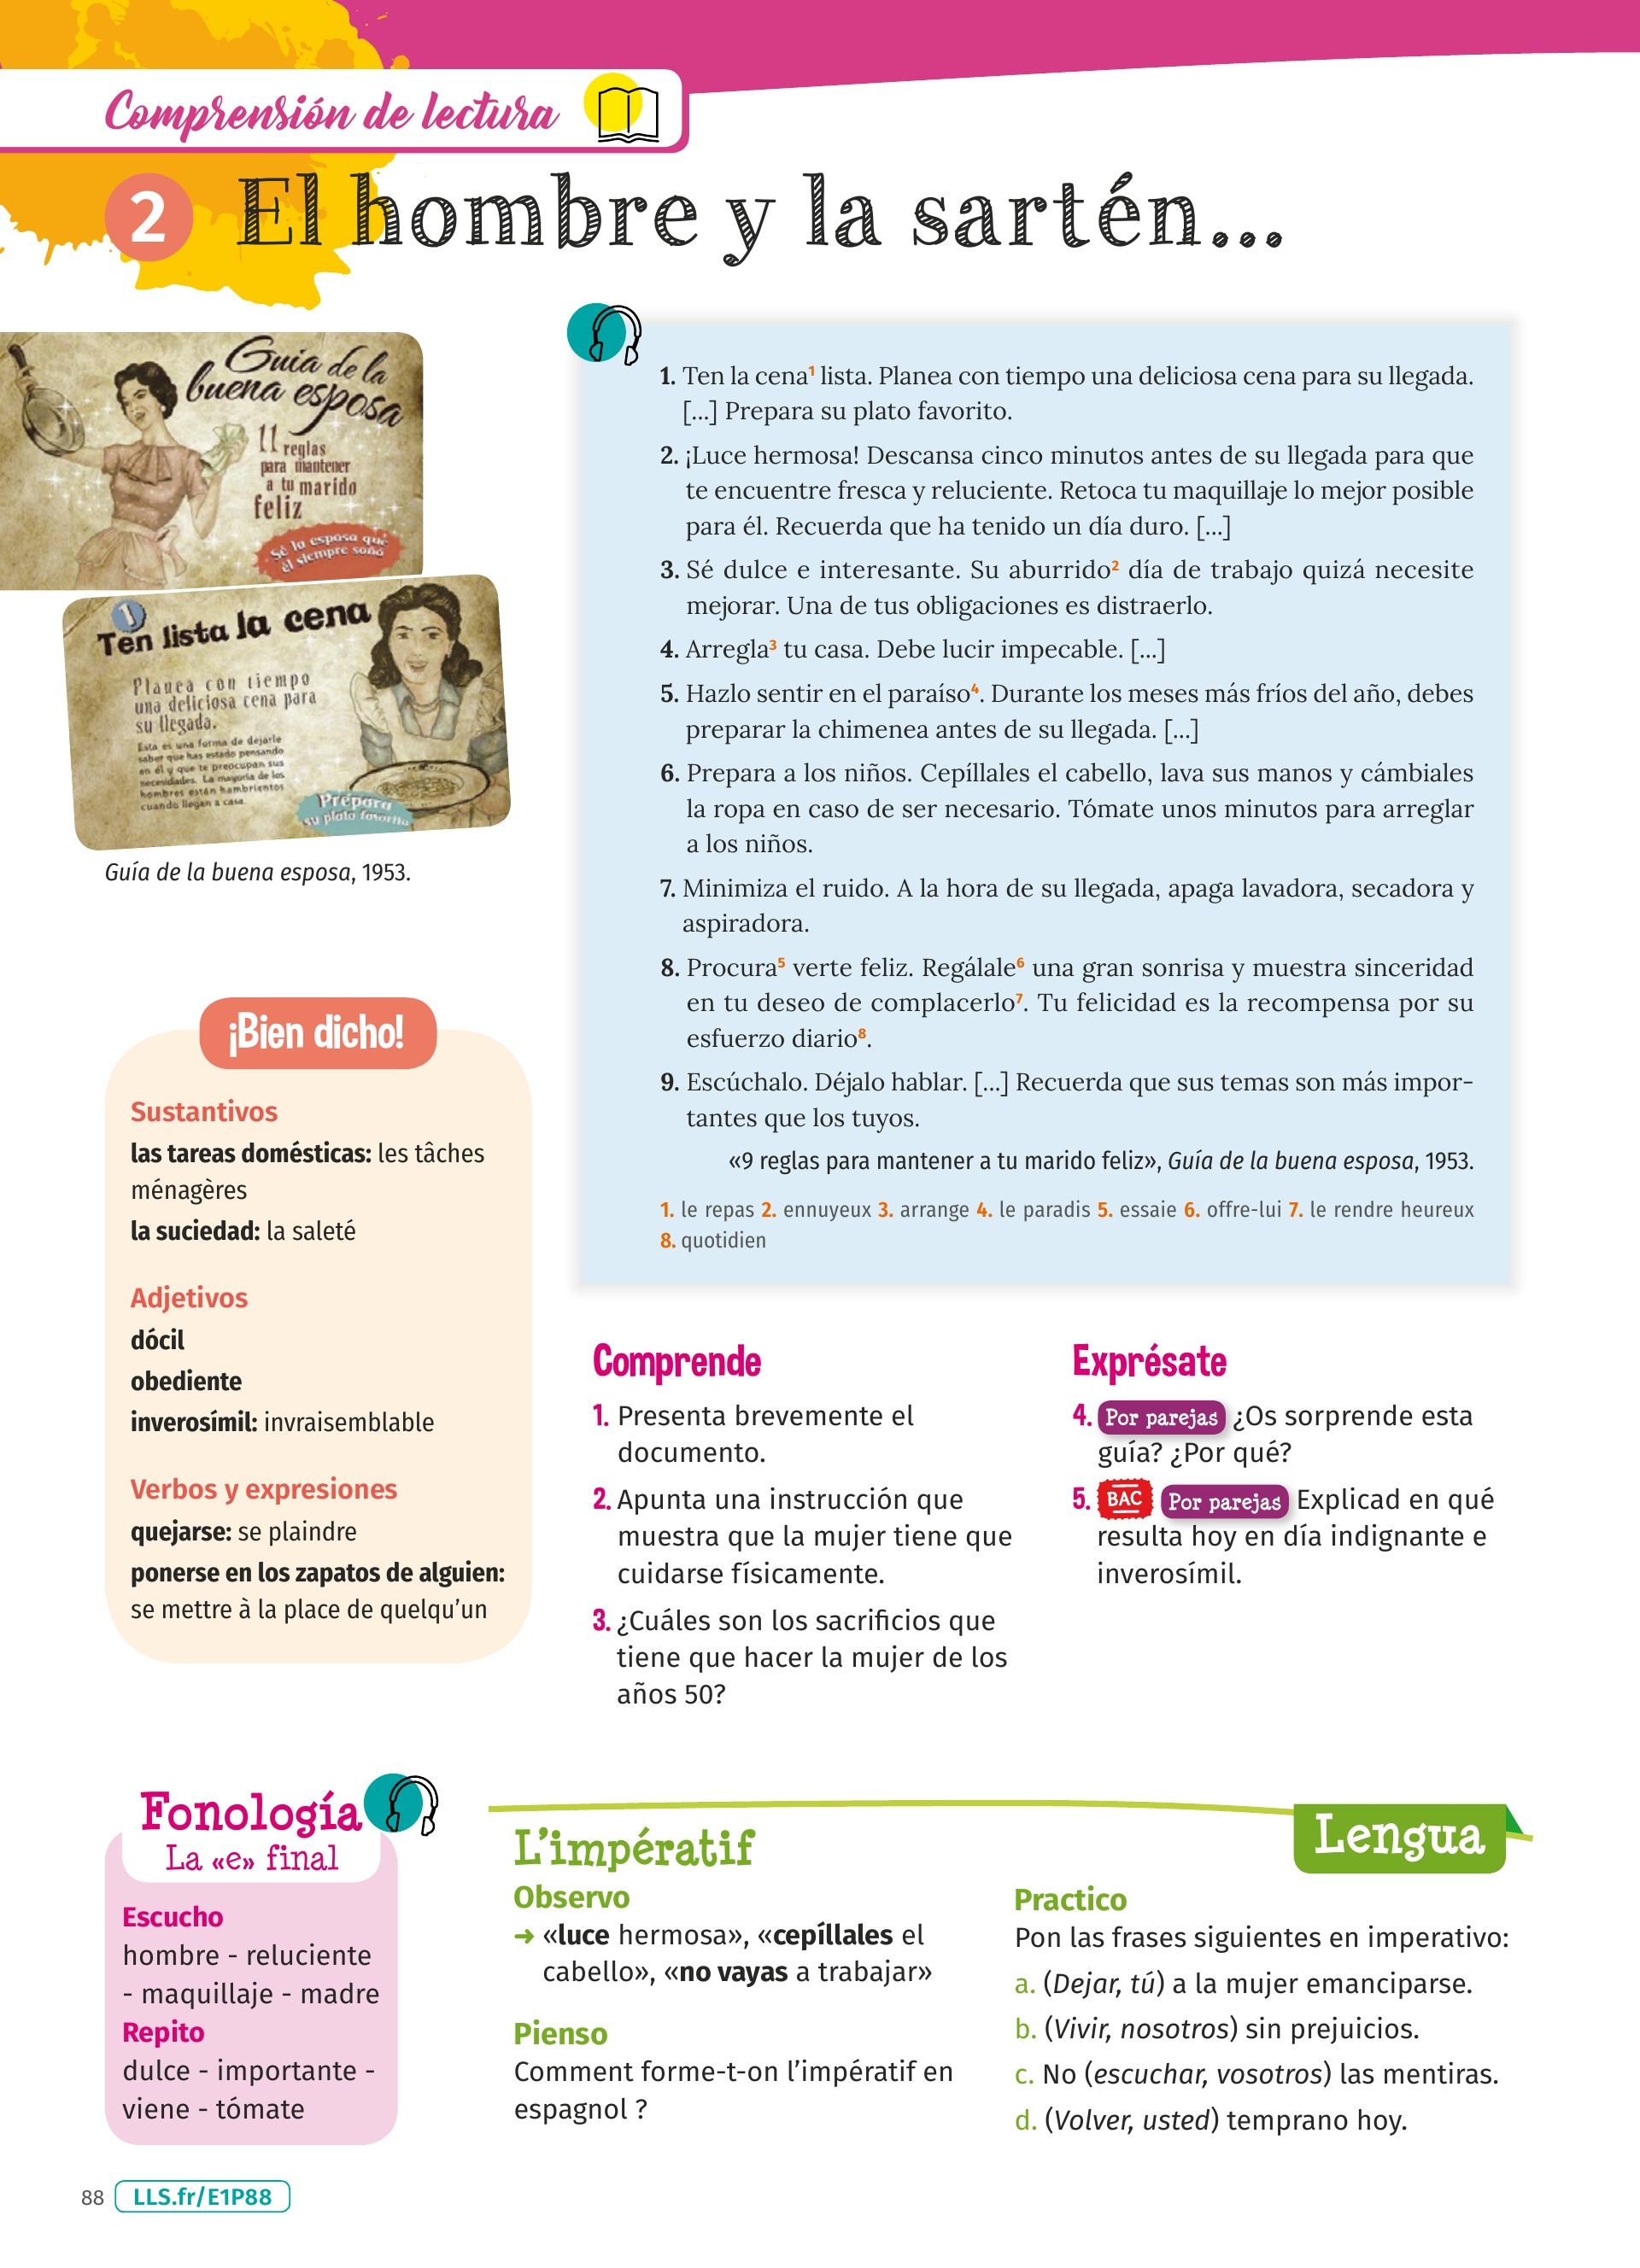 Comprensión de lectura
2 El hombre y la sartén...
Guía de la
buena esposa
11 reglas
para mantener
a tu marido
feliz
Sé la esposa que
él siempre soñó
1
Ten lista la cena
Planea con tiempo
una deliciosa cena para
su llegada.
Esta es una forma de dejarle
saber que has estado pensando
en él y que te preocupan sus
necesidades. La mayoría de los
hombres están hambrientos
cuando llegan a casa.
Prepara
su plato favorito
Guía de la buena esposa, 1953.
1. Ten la cena¹ lista. Planea con tiempo una deliciosa cena para su llegada.
[...] Prepara su plato favorito.
2. ¡Luce hermosa! Descansa cinco minutos antes de su llegada para que
te encuentre fresca y reluciente. Retoca tu maquillaje lo mejor posible
para él. Recuerda que ha tenido un día duro. [...]
3. Sé dulce e interesante. Su aburrido² día de trabajo quizá necesite
mejorar. Una de tus obligaciones es distraerlo.
4. Arregla³ tu casa. Debe lucir impecable. [...]
5. Hazlo sentir en el paraíso⁴. Durante los meses más fríos del año, debes
preparar la chimenea antes de su llegada. [...]
6. Prepara a los niños. Cepíllales el cabello, lava sus manos y cámbiales
la ropa en caso de ser necesario. Tómate unos minutos para arreglar
a los niños.
7. Minimiza el ruido. A la hora de su llegada, apaga lavadora, secadora y
aspiradora.
8. Procura⁵ verte feliz. Regálale⁶ una gran sonrisa y muestra sinceridad
en tu deseo de complacerlo⁷. Tu felicidad es la recompensa por su
esfuerzo diario⁸.
9. Escúchalo. Déjalo hablar. [...] Recuerda que sus temas son más impor-
tantes que los tuyos.
«9 reglas para mantener a tu marido feliz», Guía de la buena esposa, 1953.
1. le repas 2. ennuyeux 3. arrange 4. le paradis 5. essaie 6. offre-lui 7. le rendre heureux
8. quotidien
¡Bien dicho!
Sustantivos
las tareas domésticas: les tâches
ménagères
la suciedad: la saleté
Adjetivos
dócil
obediente
inverosímil: invraisemblable
Verbos y expresiones
quejarse: se plaindre
ponerse en los zapatos de alguien:
se mettre à la place de quelqu'un
Comprende
1. Presenta brevemente el
documento.
2. Apunta una instrucción que
muestra que la mujer tiene que
cuidarse físicamente.
3. ¿Cuáles son los sacrificios que
tiene que hacer la mujer de los
años 50?
Exprésate
4. Por parejas ¿Os sorprende esta
guía? ¿Por qué?
5. BAC Por parejas Explicad en qué
resulta hoy en día indignante e
inverosímil.
Fonología
La «e» final
Escucho
hombre - reluciente
- maquillaje - madre
Repito
dulce - importante -
viene - tómate
Lengua
L'impératif
Observo
➜ «luce hermosa», «cepíllales el
cabello», «no vayas a trabajar»
Pienso
Comment forme-t-on l'impératif en
espagnol ?
Practico
Pon las frases siguientes en imperativo:
a. (Dejar, tú) a la mujer emanciparse.
b. (Vivir, nosotros) sin prejuicios.
c. No (escuchar, vosotros) las mentiras.
d. (Volver, usted) temprano hoy.
88 LLS.fr/E1P88